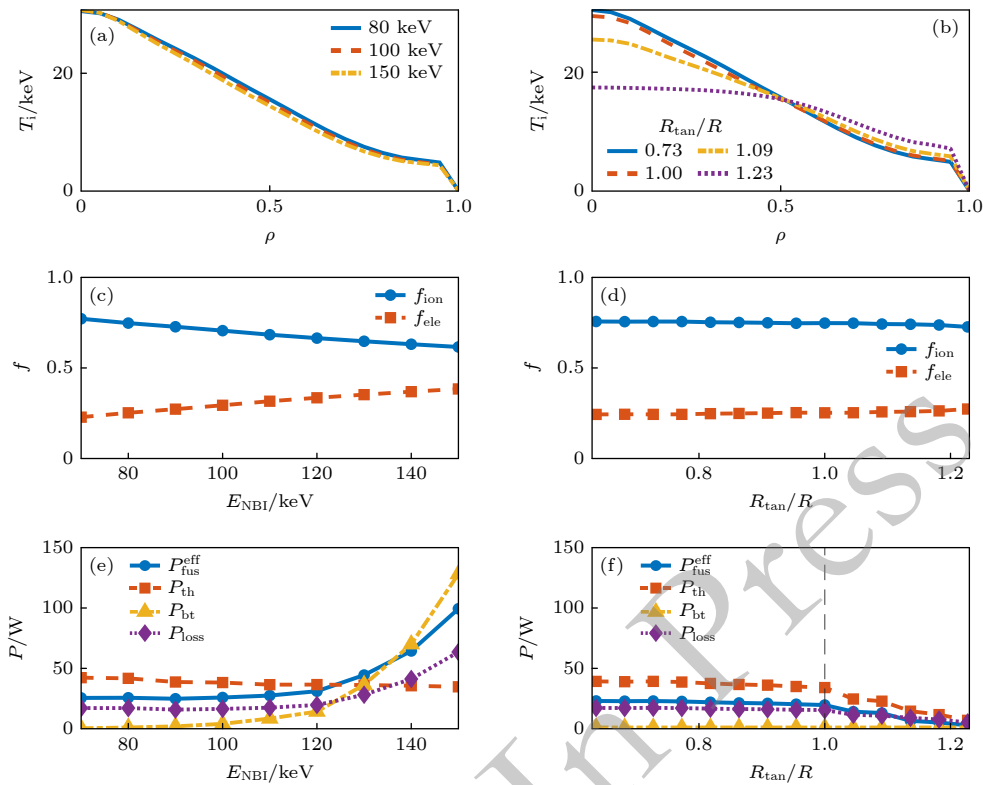 (a)
80 keV
100 keV
150 keV
T_i/keV
20
0
0
0.5
1.0
ρ
(b)
T_i/keV
20
0
R_tan/R
0.73
1.09
1.00
1.23
0
0.5
1.0
ρ
(c)
f_ion
f_ele
f
1.0
0.5
0
80
100
120
140
E_NBI/keV
(d)
f_ion
f_ele
f
1.0
0.5
0
0.8
1.0
1.2
R_tan/R
(e)
P_fus^eff
P_th
P_bt
P_loss
P/W
150
100
50
0
80
100
120
140
E_NBI/keV
(f)
P_fus^eff
P_th
P_bt
P_loss
P/W
150
100
50
0
0.8
1.0
1.2
R_tan/R
In Press